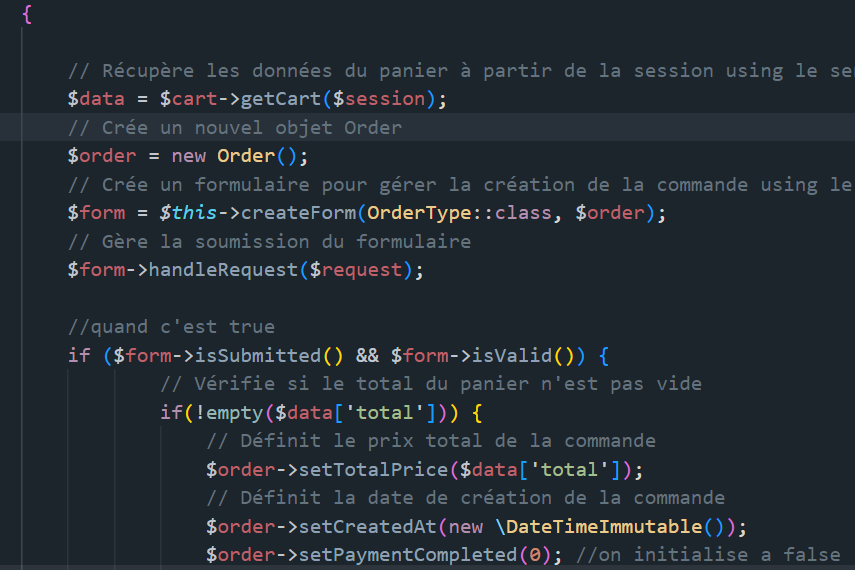 {
// Récupère les données du panier à partir de la session using le
$data = $cart->getCart($session);
// Crée un nouvel objet Order
$order = new Order();
// Crée un formulaire pour gérer la création de la commande using le
$form = $this->createForm(OrderType::class, $order);
// Gère la soumission du formulaire
$form->handleRequest($request);
//quand c'est true
if ($form->isSubmitted() && $form->isValid()) {
// Vérifie si le total du panier n'est pas vide
if(!empty($data['total'])) {
// Définit le prix total de la commande
$order->setTotalPrice($data['total']);
// Définit la date de création de la commande
$order->setCreatedAt(new \DateTimeImmutable());
$order->setPaymentCompleted(0); //on initialise a false